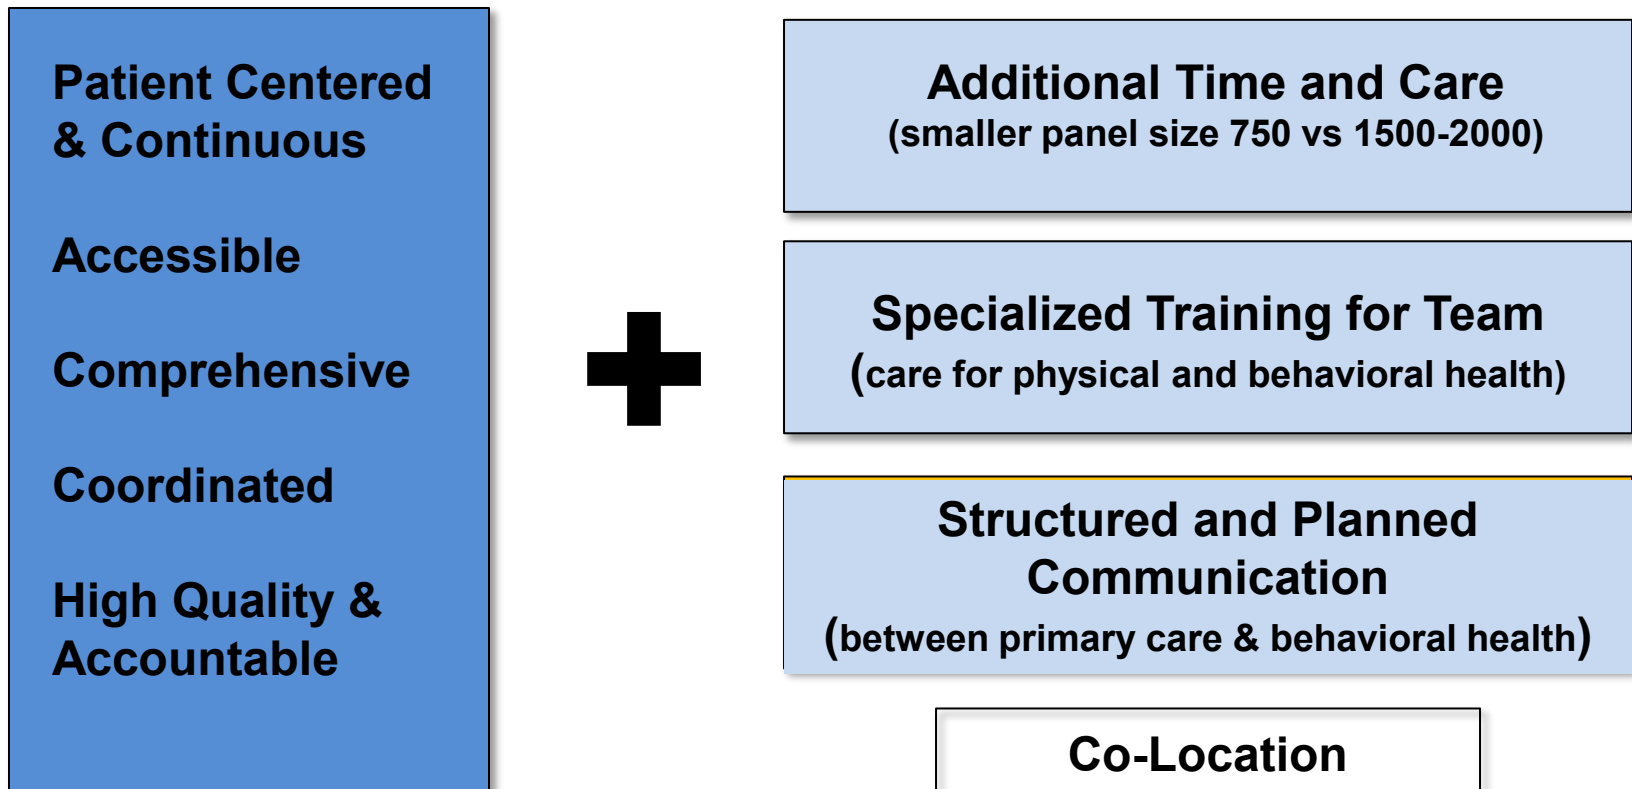 Patient Centered
& Continuous
Accessible
Comprehensive
Coordinated
High Quality &
Accountable
Additional Time and Care
(smaller panel size 750 vs 1500-2000)
Specialized Training for Team
(care for physical and behavioral health)
Structured and Planned
Communication
(between primary care & behavioral health)
Co-Location